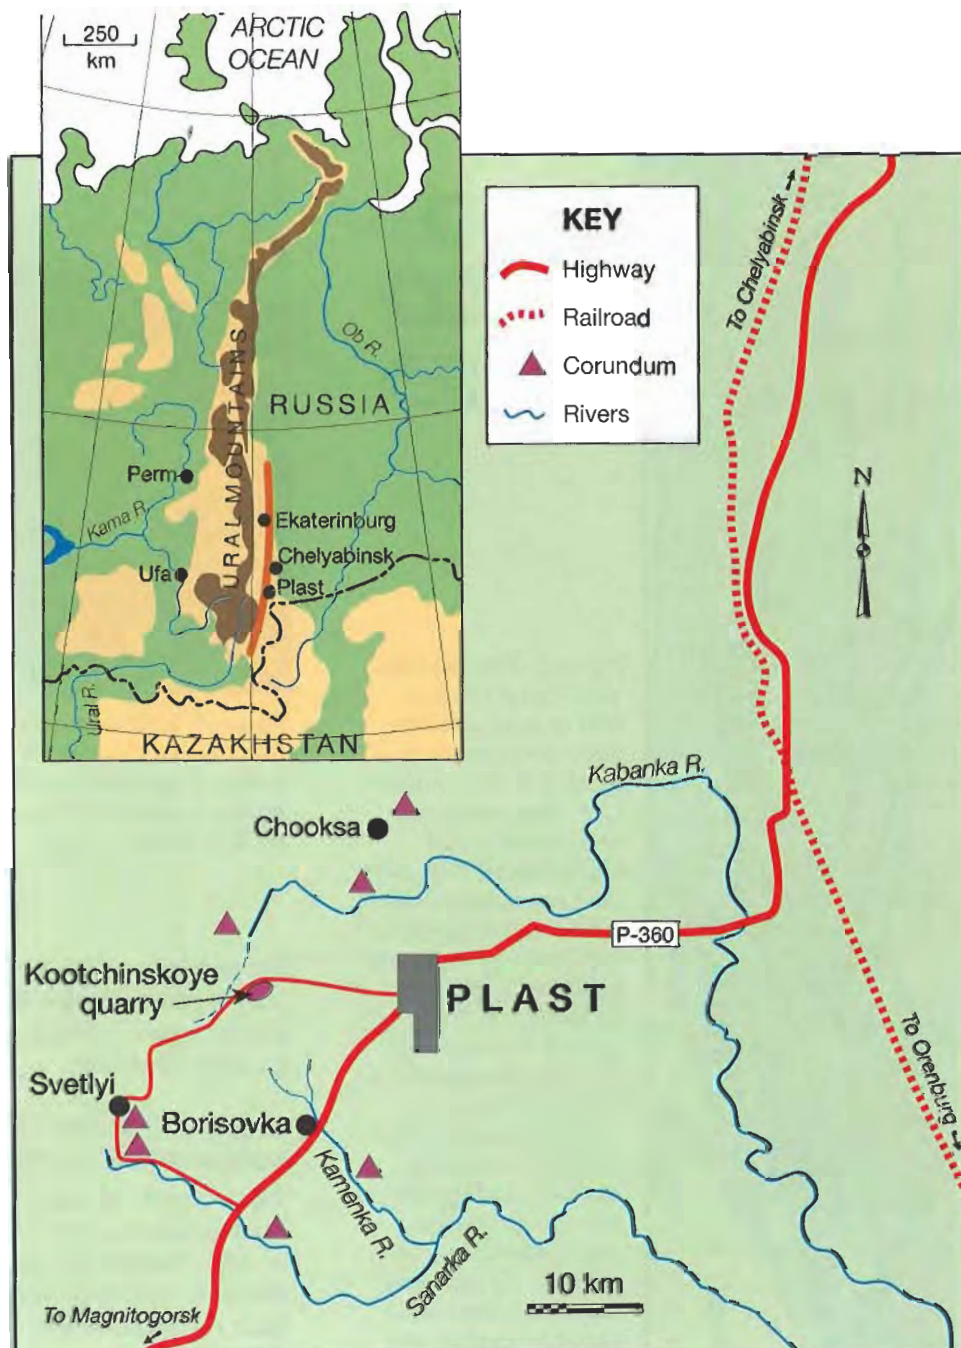 250
km
ARCTIC
OCEAN
Ob R.
URAL MOUNTAINS
RUSSIA
Perm
Kama R.
Ekaterinburg
Chelyabinsk
Ufa
Plast
Ural R.
KAZAKHSTAN
KEY
Highway
Railroad
Corundum
Rivers
To Chelyabinsk
N
Kabanka R.
Chooksa
P-360
Kootchinskoye
quarry
PLAST
To Orenburg
Svetlyi
Borisovka
Kamenka R.
Sanarka R.
10 km
To Magnitogorsk